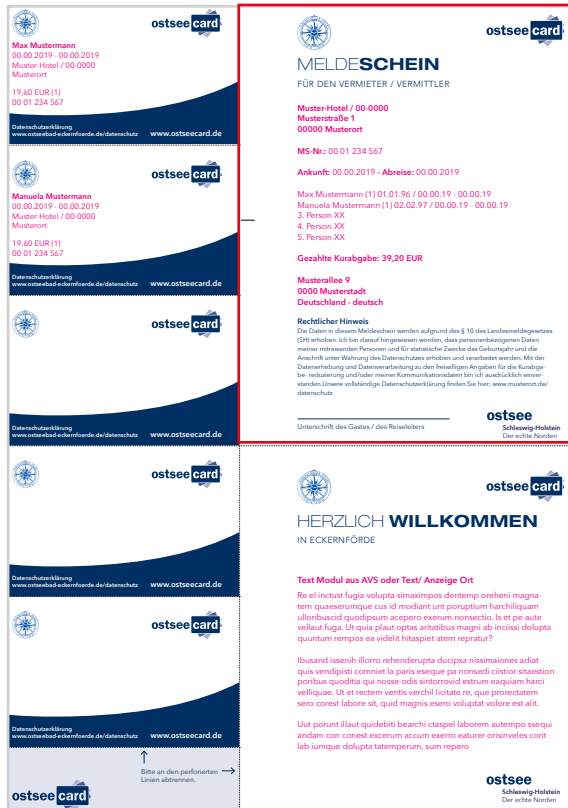 ostsee card
Max Mustermann
00.00.2019 - 00.00.2019
Muster-Hotel / 00-0000
Musterort
19,60 EUR (1)
00 01 234 567
Datenschutzerklärung
www.ostseebad-eckernfoerde.de/datenschutz www.ostseecard.de
ostsee card
Manuela Mustermann
00.00.2019 - 00.00.2019
Muster-Hotel / 00-0000
Musterort
19,60 EUR (1)
00 01 234 567
Datenschutzerklärung
www.ostseebad-eckernfoerde.de/datenschutz www.ostseecard.de
ostsee card
Datenschutzerklärung
www.ostseebad-eckernfoerde.de/datenschutz www.ostseecard.de
ostsee card
Datenschutzerklärung
www.ostseebad-eckernfoerde.de/datenschutz www.ostseecard.de
ostsee card
Datenschutzerklärung
www.ostseebad-eckernfoerde.de/datenschutz www.ostseecard.de
Bitte an den perforierten
Linien abtrennen.
ostsee card
ostsee card
MELDESCHEIN
FÜR DEN VERMIETER / VERMITTLER
Muster-Hotel / 00-0000
Musterstraße 1
00000 Musterort
MS-Nr.: 00 01 234 567
Ankunft: 00.00.2019 - Abreise: 00.00.2019
Max Mustermann (1) 01.01.96 / 00.00.19 - 00.00.19
Manuela Mustermann (1) 02.02.97 / 00.00.19 - 00.00.19
3. Person XX
4. Person XX
5. Person XX
Gezahlte Kurabgabe: 39,20 EUR
Musterallee 9
0000 Musterstadt
Deutschland - deutsch
Rechtlicher Hinweis
Die Daten in diesem Meldeschein werden aufgrund des § 10 des Landesmeldegesetzes
(SH) erhoben. Ich bin darauf hingewiesen worden, dass personenbezogenen Daten
meiner mitreisenden Personen und für statistische Zwecke das Geburtsjahr und die
Anschrift unter Wahrung des Datenschutzes erhoben und verarbeitet werden. Mit der
Datenerhebung und Datenverarbeitung zu den freiwilligen Angaben für die Kurabga-
be- reduzierung und/oder meiner Kommunikationsdaten bin ich ausdrücklich einver-
standen.Unsere vollständige Datenschutzerklärung finden Sie hier: www.musterort.de/
datenschutz
Unterschrift des Gastes / des Reiseleiters
ostsee
Schleswig-Holstein
Der echte Norden
ostsee card
HERZLICH WILLKOMMEN
IN ECKERNFÖRDE
Text Modul aus AVS oder Text/ Anzeige Ort
Re el inctust fugia volupta simaximpos dentemp oreheni magna-
tem quaeserumque cus id modiant unt poruptium harchiliquam
ulloribuscid quodipsum acepero exerum nonsectio. Is et pe aute
vellaut fuga. Ut quia plaut optas aritatibus magni ab inciissi dolupta
quuntum rempos ea videlit hitaspiet atem repratur?
Ibusand issenih illorro rehenderupta ducipsa nissimaiones adiat
quis vendipisti comniet la paris eseque pa nonsedi ciistior sitaestion
poribus quoditia qui nosse odis sintorrovid estrum eaquiam harci
velliquae. Ut et rectem ventis verchil licitate re, que prorectatem
sero corest labore sit, quid magnis esero voluptat volore est alit.
Uut porunt illaut quidebiti bearchi ctaspel laborem autempo ssequi
andam con conest excerum accum exerro eaturer orisinveles corit
lab iumque dolupta tatemperum, sum repero
ostsee
Schleswig-Holstein
Der echte Norden